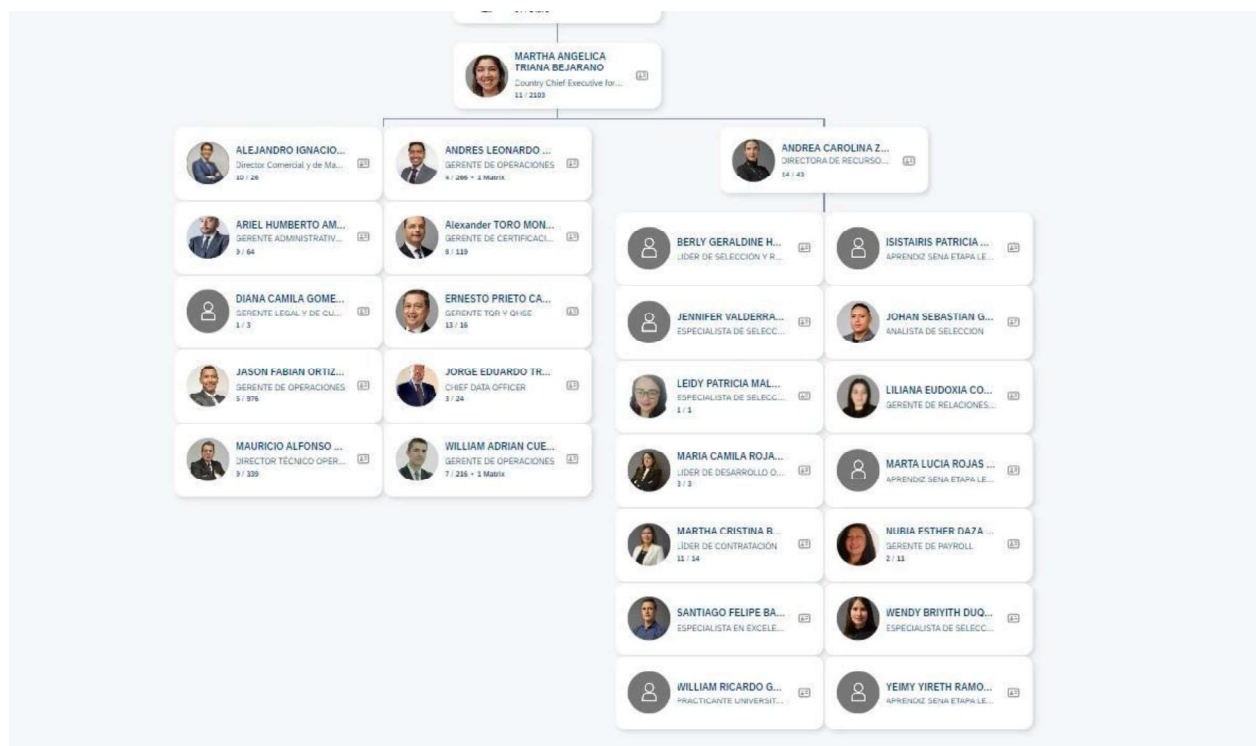 MARTHA ANGELICA
TRIANA BEJARANO
Country Chief Executive for...
11 / 2103
ALEJANDRO IGNACIO...
Director Comercial y de Ma...
10 / 26
ANDRES LEONARDO ...
GERENTE DE OPERACIONES
/ 266 • 1 Matrix
ANDREA CAROLINA Z...
DIRECTORA DE RECURSO...
14 / 43
ARIEL HUMBERTO AM...
GERENTE ADMINISTRATIV...
9 / 64
Alexander TORO MON...
GERENTE DE CERTIFICACI...
/ 119
DIANA CAMILA GOME...
GERENTE LEGAL Y DE CU...
1 / 3
ERNESTO PRIETO CA...
GERENTE TQR Y QHSE
13 / 16
JASON FABIAN ORTIZ...
GERENTE DE OPERACIONES
5 / 976
JORGE EDUARDO TR...
CHIEF DATA OFFICER
3 / 24
MAURICIO ALFONSO ...
DIRECTOR TÉCNICO OPER...
9 / 339
WILLIAM ADRIAN CUE...
GERENTE DE OPERACIONES
7 / 216 • 1 Matrix
BERLY GERALDINE H...
LIDER DE SELECCIÓN Y R...
ISISTAIRIS PATRICIA ...
APRENDIZ SENA ETAPA LE...
JENNIFER VALDERRA...
ESPECIALISTA DE SELECC...
JOHAN SEBASTIAN G...
ANALISTA DE SELECCION
LEIDY PATRICIA MAL...
ESPECIALISTA DE SELECC...
1 / 1
LILIANA EUDOXIA CO...
GERENTE DE RELACIONES...
MARIA CAMILA ROJA...
LIDER DE DESARROLLO O...
3 / 3
MARTA LUCIA ROJAS ...
APRENDIZ SENA ETAPA LE...
MARTHA CRISTINA B...
LÍDER DE CONTRATACIÓN
11 / 14
NUBIA ESTHER DAZA ...
GERENTE DE PAYROLL
2 / 11
SANTIAGO FELIPE BA...
ESPECIALISTA EN EXCELE...
WENDY BRIYITH DUQ...
ESPECIALISTA DE SELECC...
WILLIAM RICARDO G...
PRACTICANTE UNIVERSIT...
YEIMY YIRETH RAMO...
APRENDIZ SENA ETAPA LE...